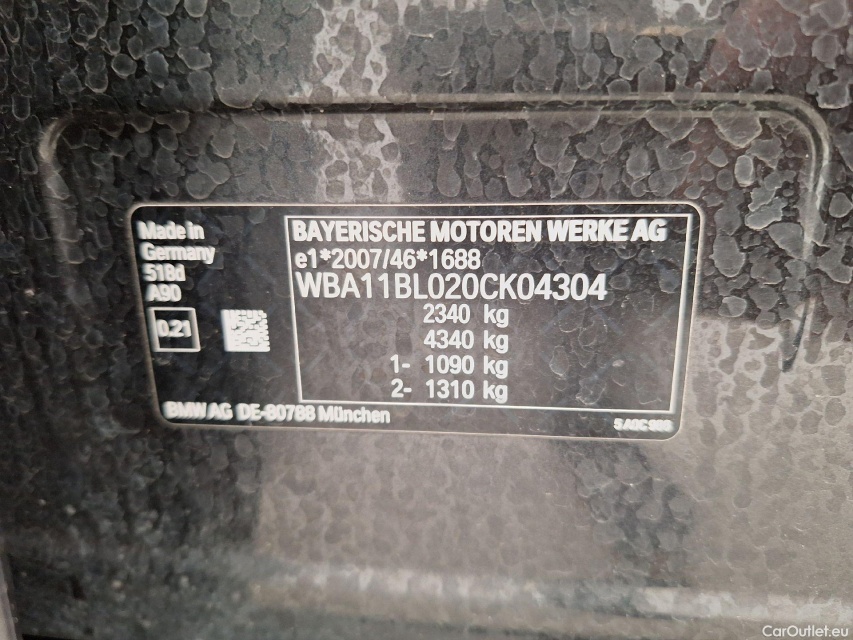 Made in
Germany
518d
A90
0.21
BAYERISCHE MOTOREN WERKE AG
e1*2007/46*1688
WBA11BL020CK04304
2340 kg
4340 kg
1- 1090 kg
2- 1310 kg
BMW AG DE-80788 München
CarOutlet.eu